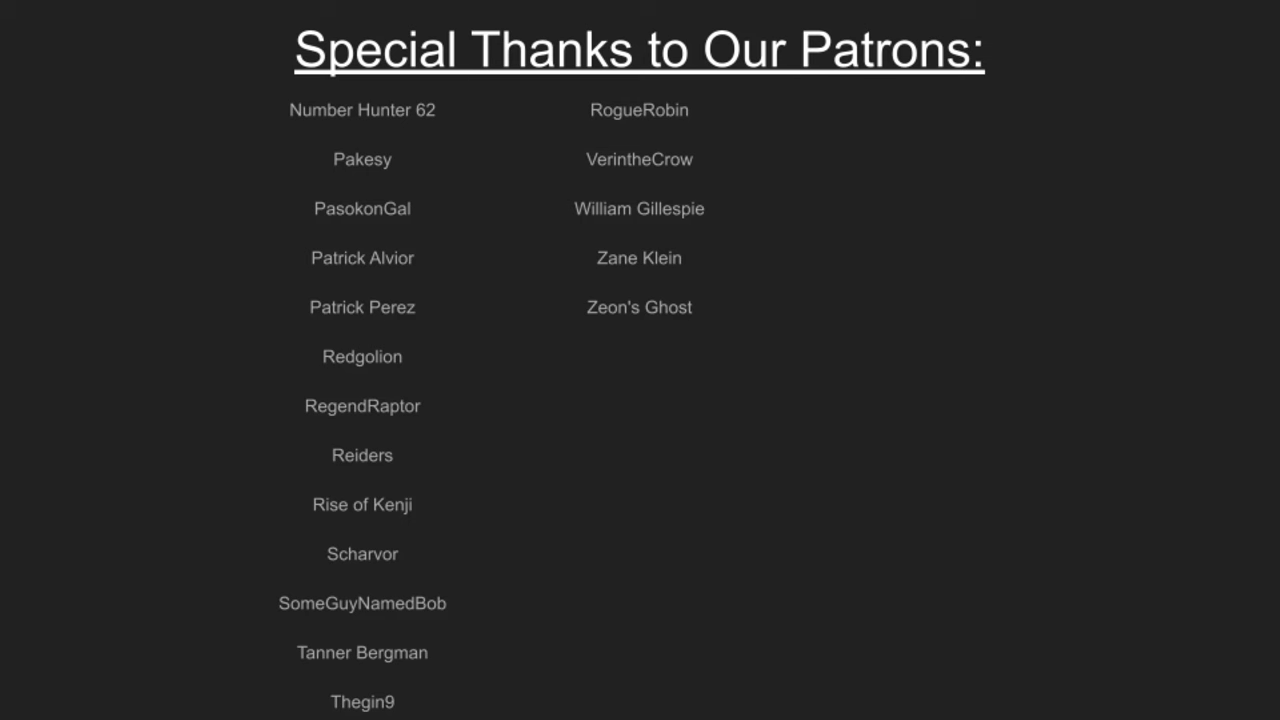 Special Thanks to Our Patrons:
Number Hunter 62
Pakesy
PasokonGal
Patrick Alvior
Patrick Perez
Redgolion
RegendRaptor
Reiders
Rise of Kenji
Scharvor
SomeGuyNamedBob
Tanner Bergman
Thegin9
RogueRobin
VerintheCrow
William Gillespie
Zane Klein
Zeon's Ghost